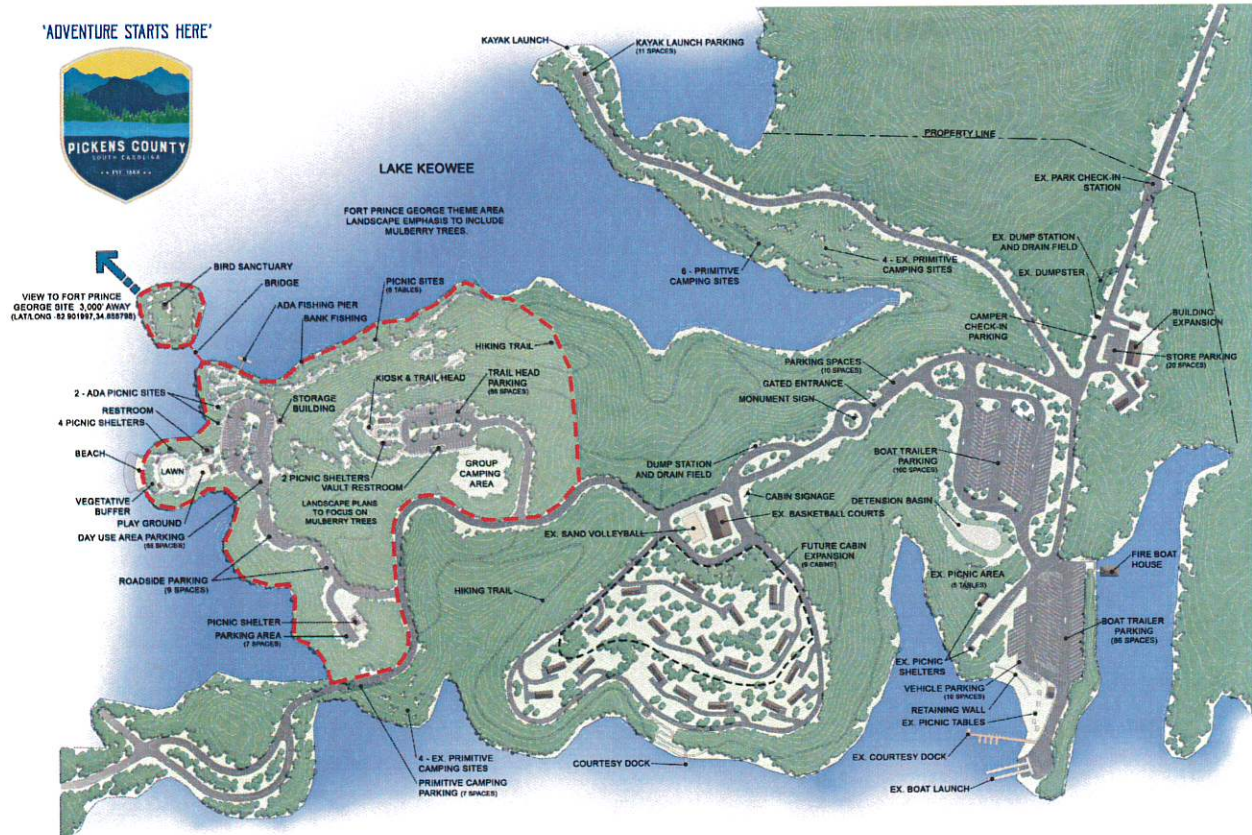 'ADVENTURE STARTS HERE'
PICKENS COUNTY
SOUTH CAROLINA
KAYAK LAUNCH
KAYAK LAUNCH PARKING
(11 SPACES)
PROPERTY LINE
LAKE KEOWEE
EX. PARK CHECK-IN
STATION
FORT PRINCE GEORGE THEME AREA
LANDSCAPE EMPHASIS TO INCLUDE
MULBERRY TREES.
EX. DUMP STATION
AND DRAIN FIELD
6 - PRIMITIVE
CAMPING SITES
4 - EX. PRIMITIVE
CAMPING SITES
EX. DUMPSTER
BIRD SANCTUARY
BRIDGE
VIEW TO FORT PRINCE
GEORGE SITE 3,000' AWAY
ADA FISHING PIER
BANK FISHING
PICNIC SITES
HIKING TRAIL
CAMPER
CHECK-IN
PARKING
BUILDING
EXPANSION
STORE PARKING
(20 SPACES)
PARKING SPACES
(10 SPACES)
GATED ENTRANCE
MONUMENT SIGN
KIOSK & TRAIL HEAD
TRAIL HEAD
PARKING
2 - ADA PICNIC SITES
RESTROOM
4 PICNIC SHELTERS
STORAGE
BUILDING
BEACH
LAWN
2 PICNIC SHELTERS
VAULT RESTROOM
GROUP
CAMPING
AREA
DUMP STATION
AND DRAIN FIELD
BOAT TRAILER
PARKING
VEGETATIVE
BUFFER
PLAY GROUND
DAY USE AREA PARKING
LANDSCAPE PLANS
TO FOCUS ON
MULBERRY TREES
CABIN SIGNAGE
EX. BASKETBALL COURTS
EX. SAND VOLLEYBALL
DETENSION BASIN
FUTURE CABIN
EXPANSION
(9 CABINS)
FIRE BOAT
HOUSE
EX. PICNIC AREA
(5 TABLES)
ROADSIDE PARKING
(9 SPACES)
HIKING TRAIL
PICNIC SHELTER
PARKING AREA
(7 SPACES)
BOAT TRAILER
PARKING
EX. PICNIC
SHELTERS
VEHICLE PARKING
RETAINING WALL
EX. PICNIC TABLES
4 - EX. PRIMITIVE
CAMPING SITES
PRIMITIVE CAMPING
PARKING (7 SPACES)
COURTESY DOCK
EX. COURTESY DOCK
EX. BOAT LAUNCH